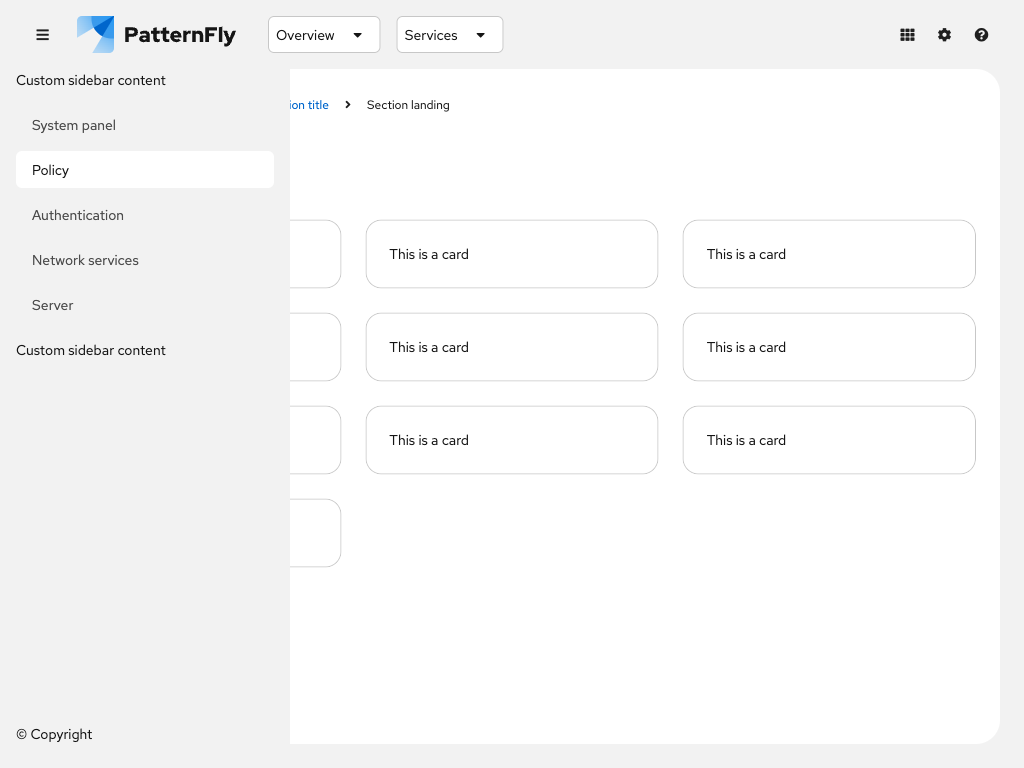 PatternFly
Overview
Services
Custom sidebar content
System panel
Policy
Authentication
Network services
Server
Custom sidebar content
© Copyright
title
Section landing
This is a card
This is a card
This is a card
This is a card
This is a card
This is a card